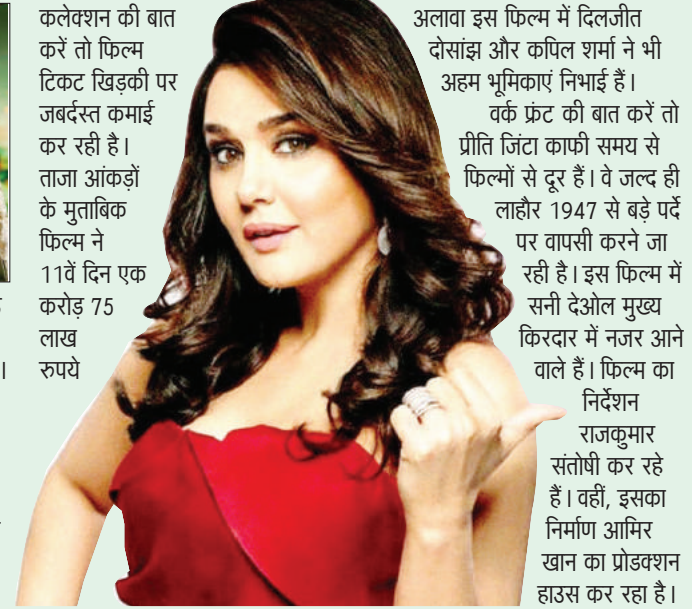 कलेक्शन की बात
करें तो फिल्म
टिकट खिड़की पर
जबर्दस्त कमाई
कर रही है।
ताजा आंकड़ों
के मुताबिक
फिल्म ने
11वें दिन एक
करोड़ 75
लाख
रुपये
अलावा इस फिल्म में दिलजीत
दोसांझ और कपिल शर्मा ने भी
अहम भूमिकाएं निभाई हैं।
वर्क फ्रंट की बात करें तो
प्रीति जिंटा काफी समय से
फिल्मों से दूर हैं। वे जल्द ही
लाहौर 1947 से बड़े पर्दे
पर वापसी करने जा
रही है। इस फिल्म में
सनी देओल मुख्य
किरदार में नजर आने
वाले हैं। फिल्म का
निर्देशन
राजकुमार
संतोषी कर रहे
हैं। वहीं, इसका
निर्माण आमिर
खान का प्रोडक्शन
हाउस कर रहा है।